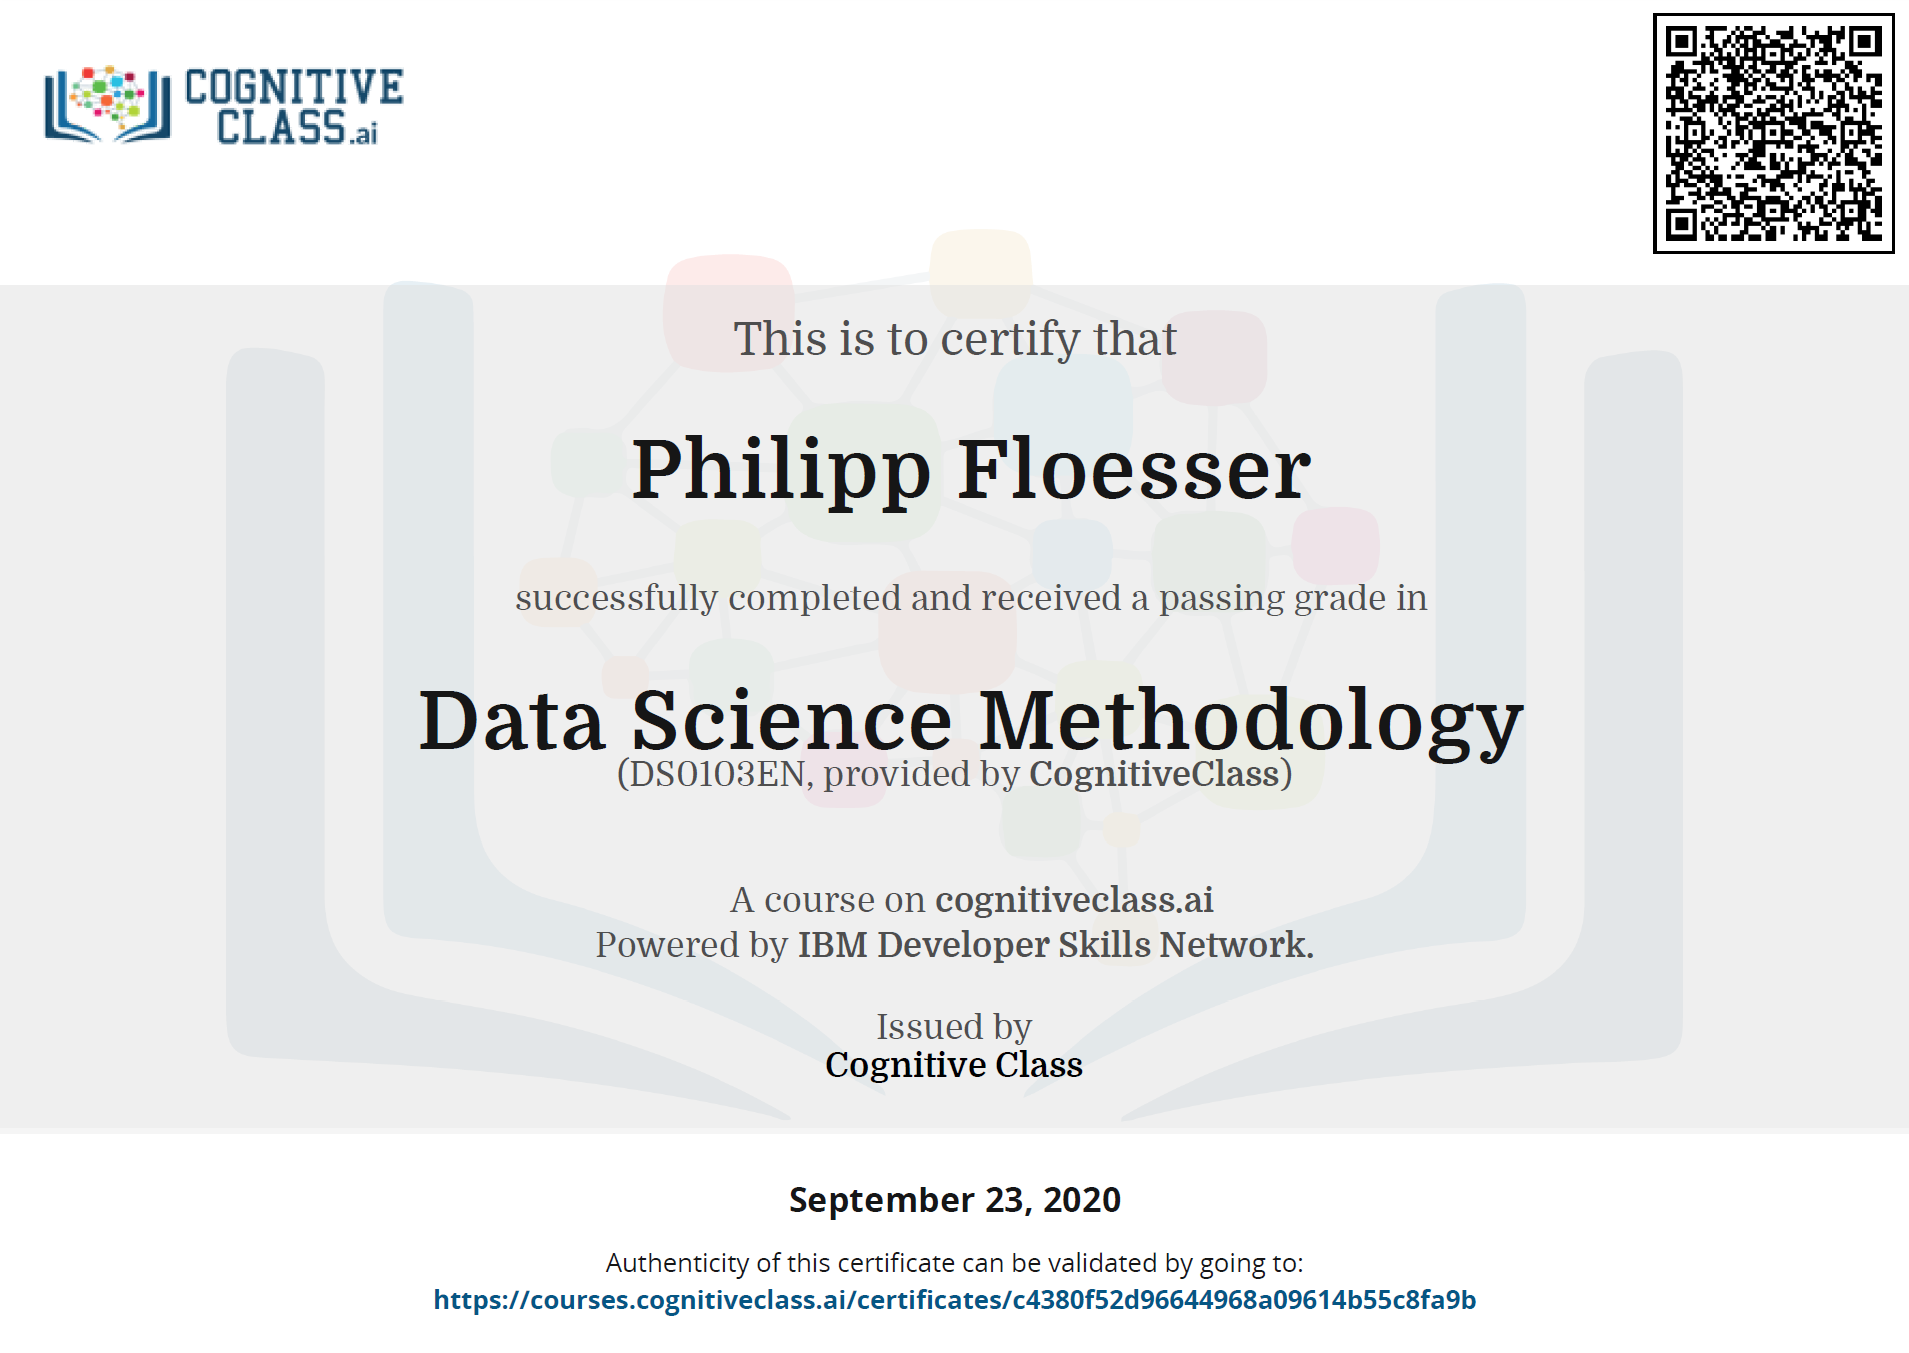 COGNITIVE
CLASS.ai
This is to certify that
Philipp Floesser
successfully completed and received a passing grade in
Data Science Methodology
(DS0103EN, provided by CognitiveClass)
A course on cognitiveclass.ai
Powered by IBM Developer Skills Network.
Issued by
Cognitive Class
September 23, 2020
Authenticity of this certificate can be validated by going to:
https://courses.cognitiveclass.ai/certificates/c4380f52d96644968a09614b55c8fa9b